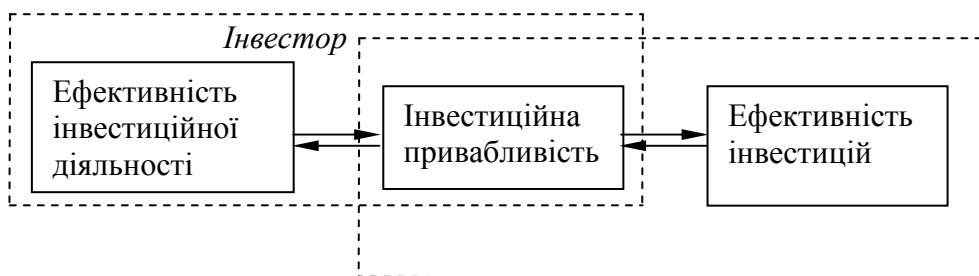 Інвестор
Ефективність
інвестиційної
діяльності
Інвестиційна
привабливість
Ефективність
інвестицій